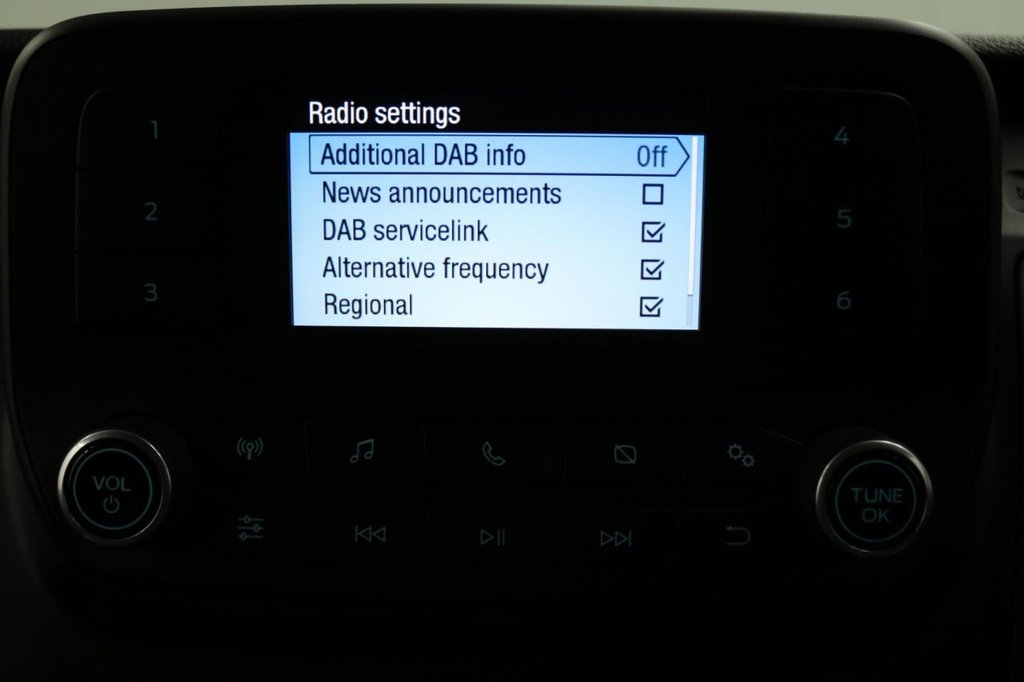 Radio settings
Additional DAB info Off
News announcements
DAB servicelink
Alternative frequency
Regional
1
2
3
4
5
6
VOL
TUNE
OK